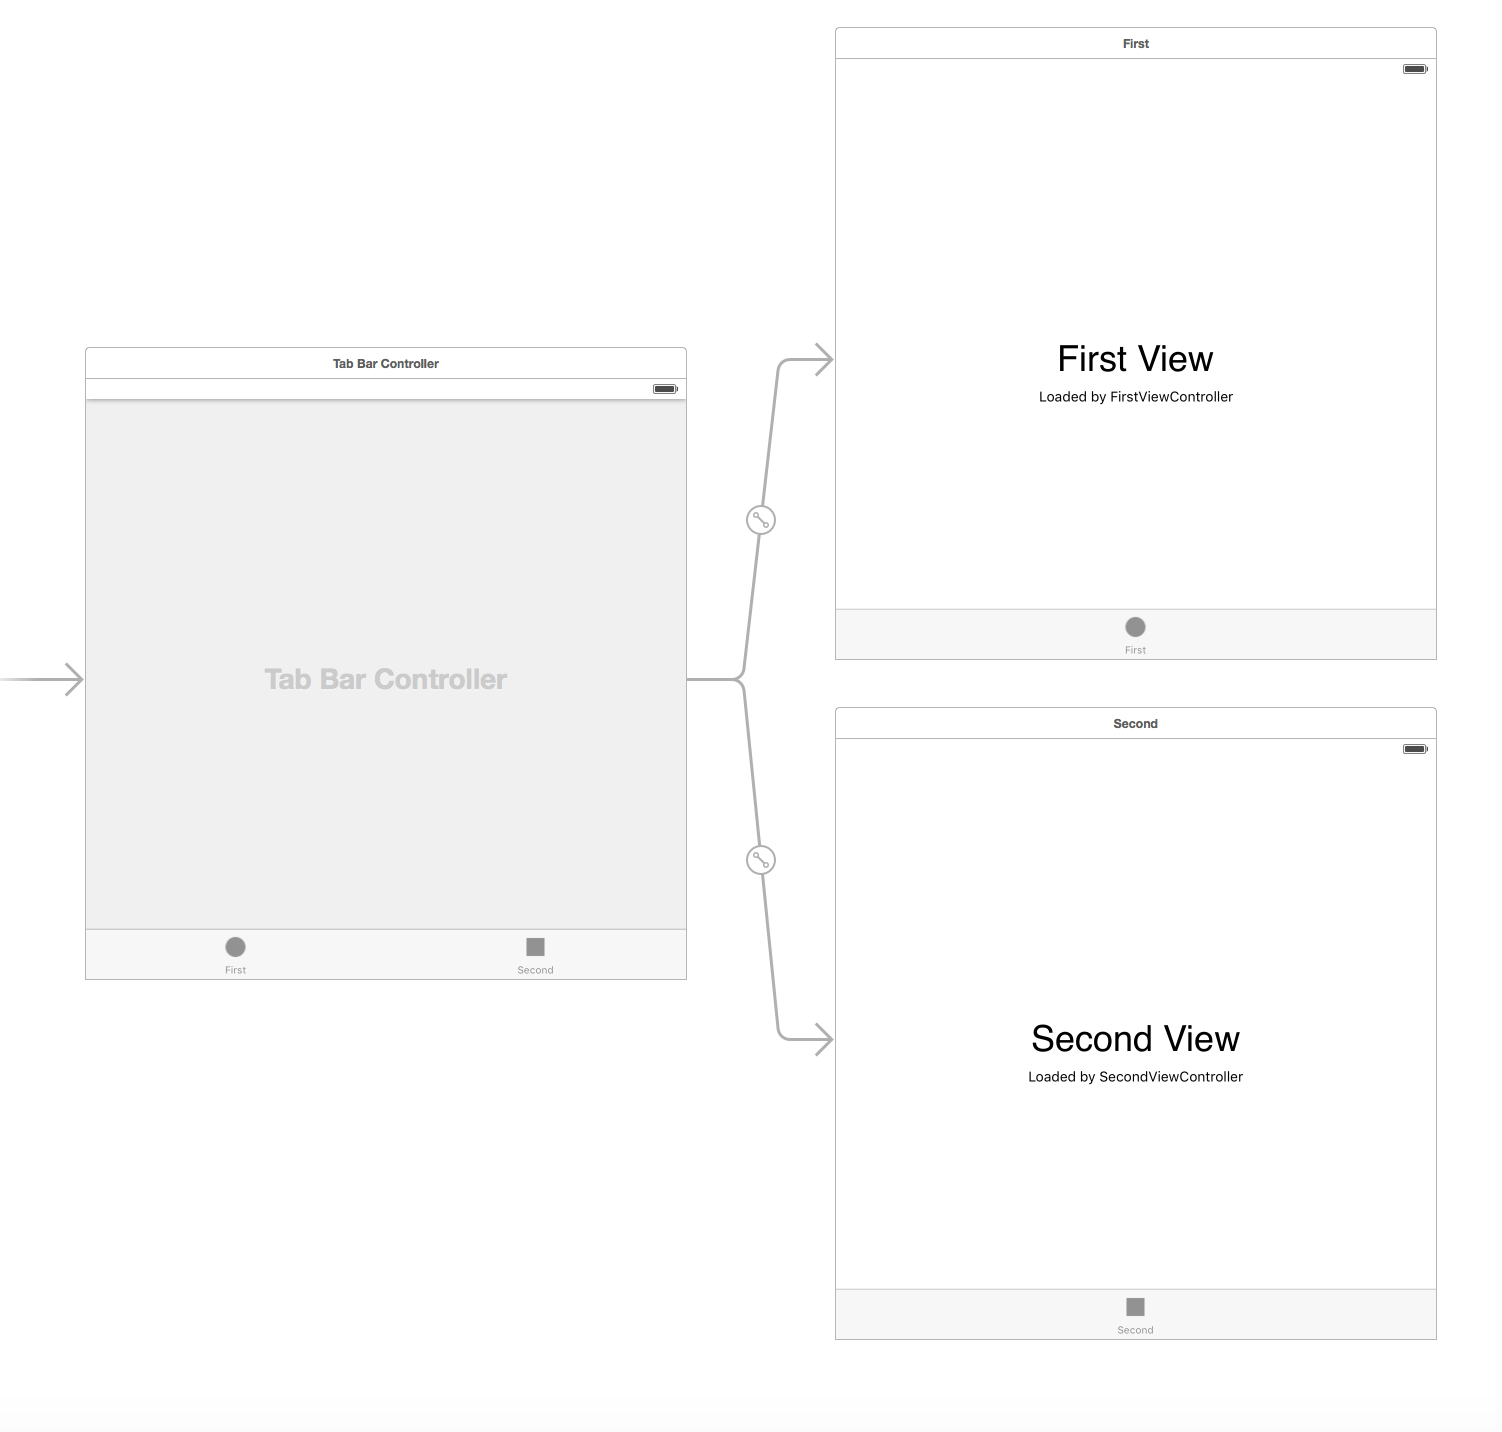 Tab Bar Controller
Tab Bar Controller
First
Second
First
First View
Loaded by FirstViewController
First
Second
Second View
Loaded by SecondViewController
Second